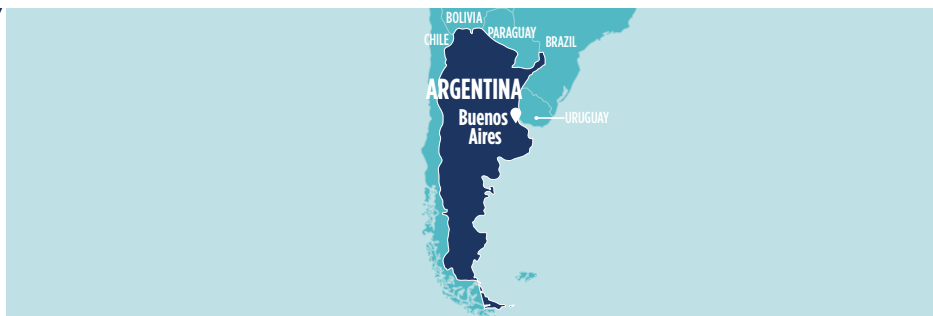 BOLIVIA
PARAGUAY
CHILE
BRAZIL
ARGENTINA
Buenos
Aires
URUGUAY